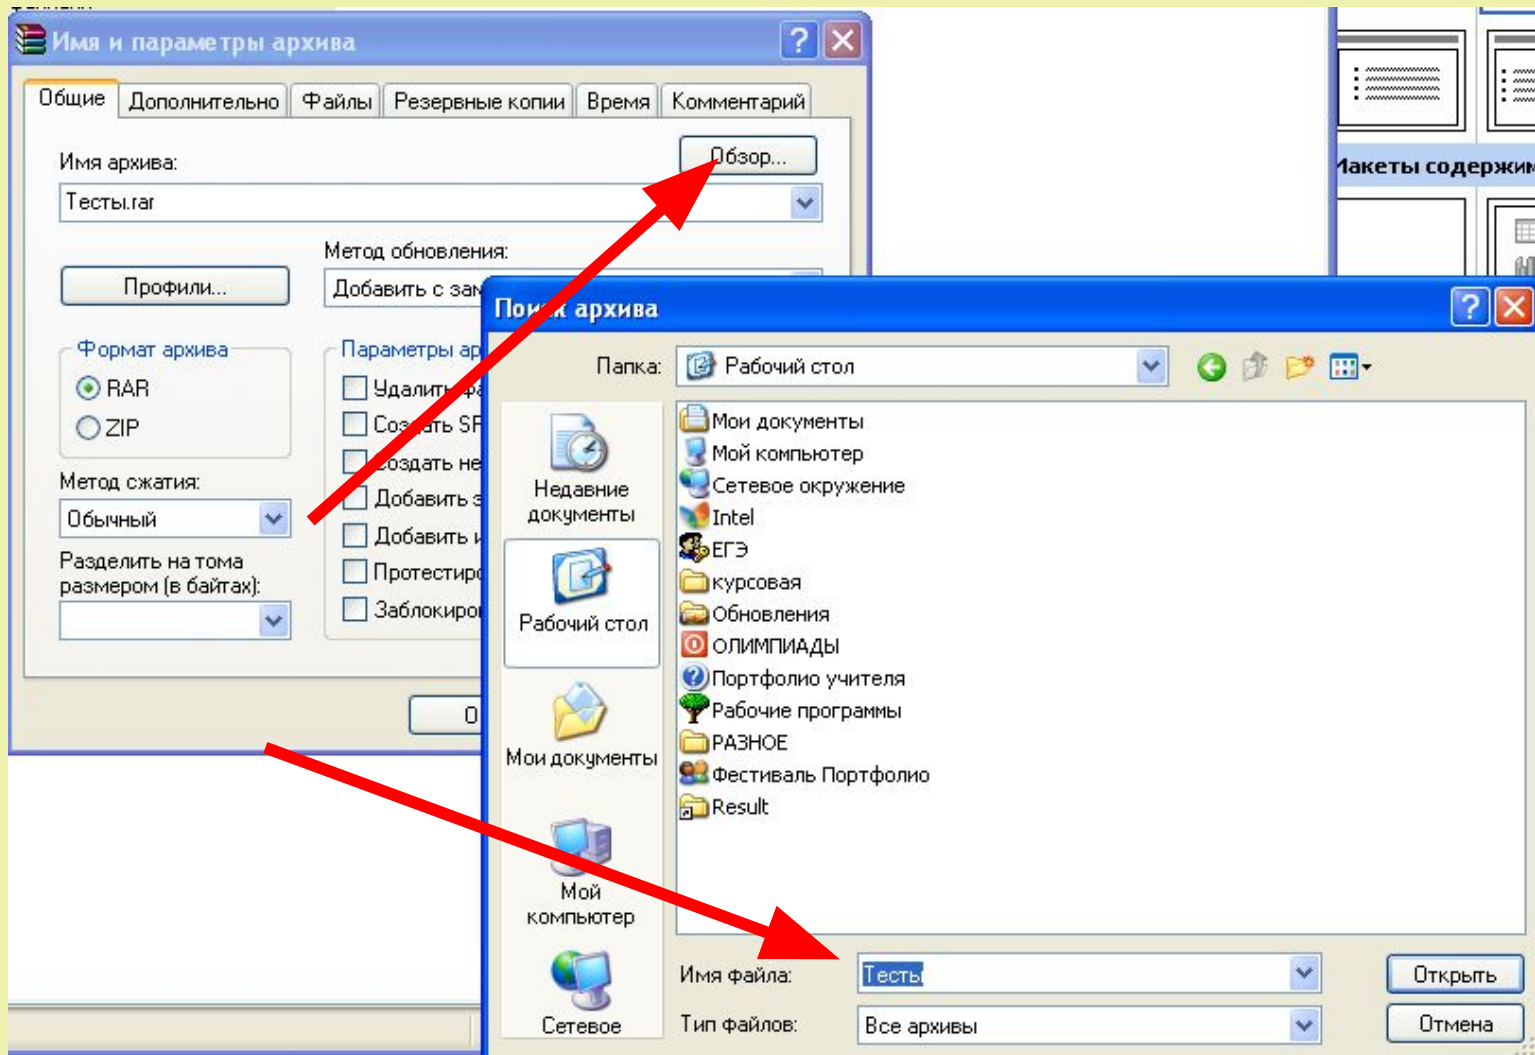 Имя и параметры архива
Общие Дополнительно Файлы Резервные копии Время Комментарий
Имя архива:
Обзор...
Тесты.rar
Метод обновления:
Профили...
Добавить с зам
Формат архива
RAR
ZIP
Метод сжатия:
Обычный
Разделить на тома
размером (в байтах):
Параметры ар
Удалить фа
Создать SF
Создать не
Добавить э
Добавить и
Протестиро
Заблокиро
О
Макеты содержим
Поиск архива
Папка:
Рабочий стол
Недавние
документы
Рабочий стол
Мои документы
Мой
компьютер
Сетевое
Мои документы
Мой компьютер
Сетевое окружение
Intel
ЕГЭ
курсовая
Обновления
ОЛИМПИАДЫ
Портфолио учителя
Рабочие программы
РАЗНОЕ
Фестиваль Портфолио
Result
Имя файла:
Тесты
Открыть
Тип файлов:
Все архивы
Отмена